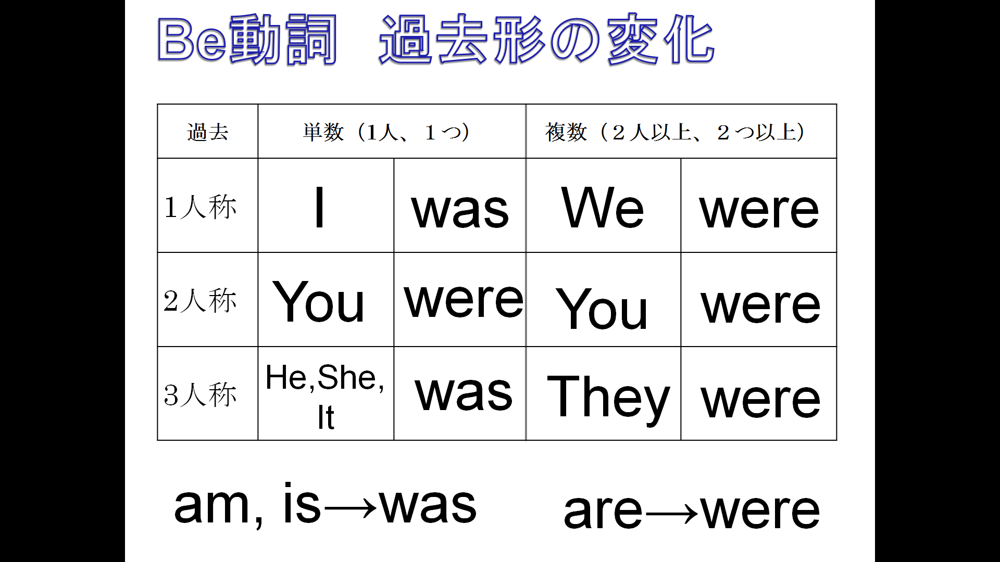 Be動詞　過去形の変化
過去 単数（1人、１つ） 複数（２人以上、２つ以上）
1人称 I was We were
2人称 You were You were
3人称 He,She, was They were
It
am, is→was are→were